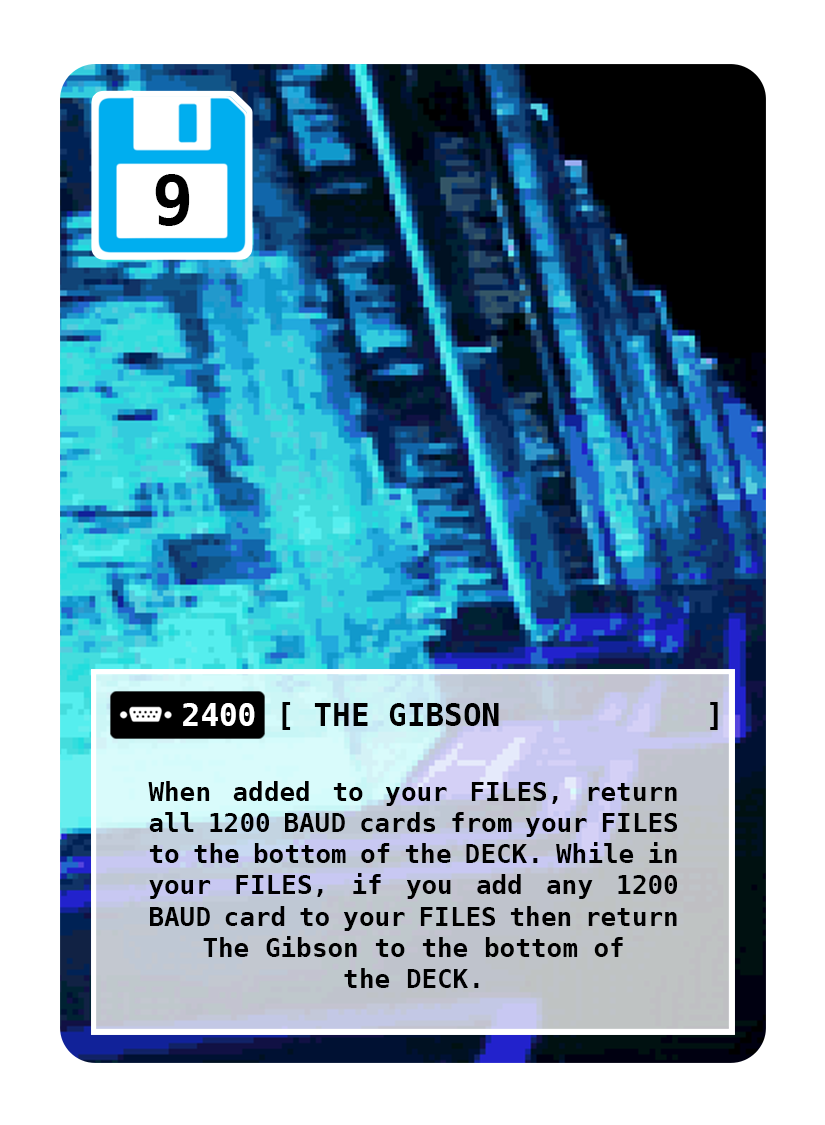 9
2400 [ THE GIBSON ]
When added to your FILES, return
all 1200 BAUD cards from your FILES
to the bottom of the DECK. While in
your FILES, if you add any 1200
BAUD card to your FILES then return
The Gibson to the bottom of
the DECK.